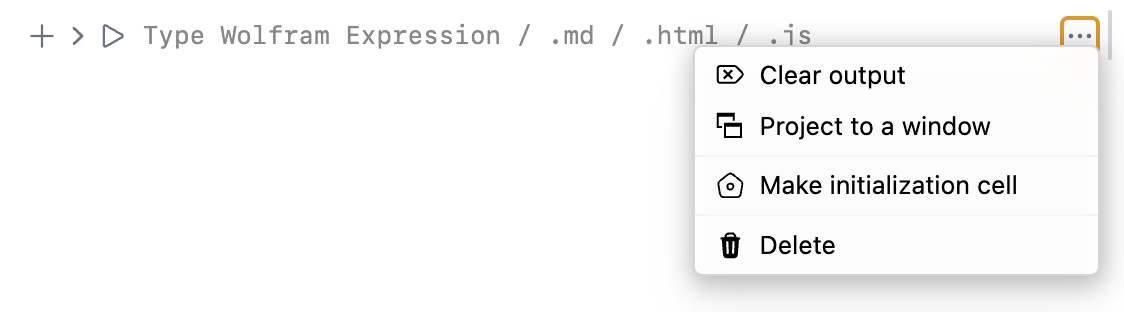 Type Wolfram Expression / .md / .html / .js
Clear output
Project to a window
Make initialization cell
Delete